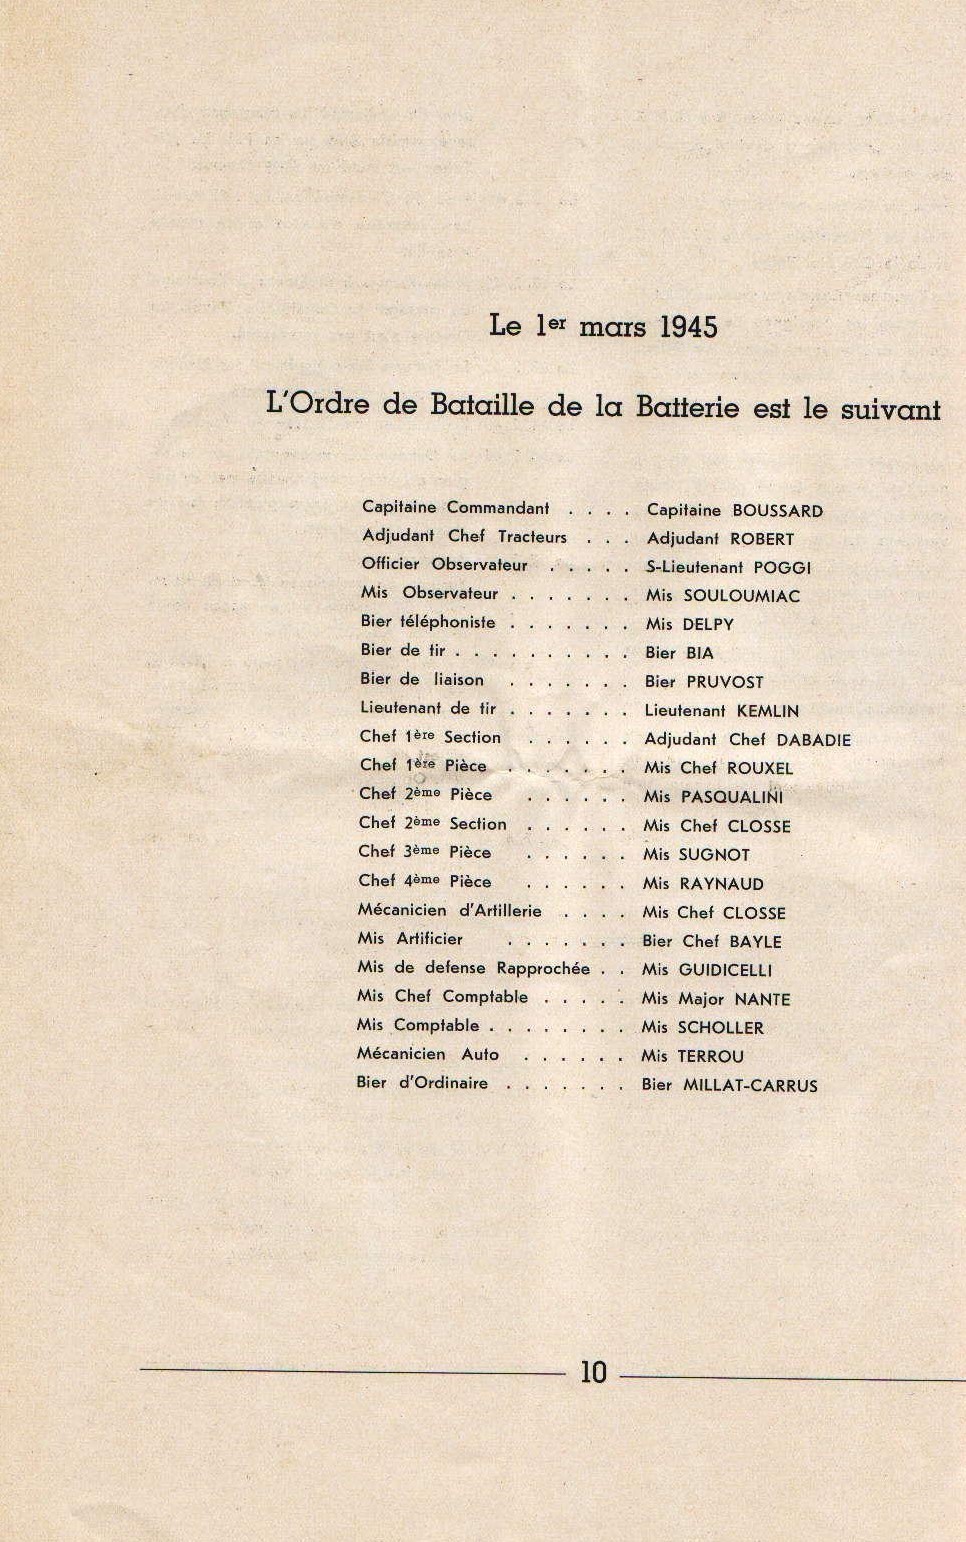 Le 1er mars 1945
L'Ordre de Bataille de la Batterie est le suivant
Capitaine Commandant . . . . Capitaine BOUSSARD
Adjudant Chef Tracteurs . . . Adjudant ROBERT
Officier Observateur . . . . . S-Lieutenant POGGI
Mis Observateur . . . . . . . Mis SOULOUMIAC
Bier téléphoniste . . . . . . . Mis DELPY
Bier de tir . . . . . . . . . . Bier BIA
Bier de liaison . . . . . . . Bier PRUVOST
Lieutenant de tir . . . . . . . Lieutenant KEMLIN
Chef 1ère Section . . . . . . Adjudant Chef DABADIE
Chef 1ère Pièce . . . . . . . Mis Chef ROUXEL
Chef 2ème Pièce . . . . . . Mis PASQUALINI
Chef 2ème Section . . . . . . Mis Chef CLOSSE
Chef 3ème Pièce . . . . . . Mis SUGNOT
Chef 4ème Pièce . . . . . . Mis RAYNAUD
Mécanicien d'Artillerie . . . . Mis Chef CLOSSE
Mis Artificier . . . . . . . Bier Chef BAYLE
Mis de defense Rapprochée . . Mis GUIDICELLI
Mis Chef Comptable . . . . . Mis Major NANTE
Mis Comptable . . . . . . . . Mis SCHOLLER
Mécanicien Auto . . . . . . Mis TERROU
Bier d'Ordinaire . . . . . . . Bier MILLAT-CARRUS
10